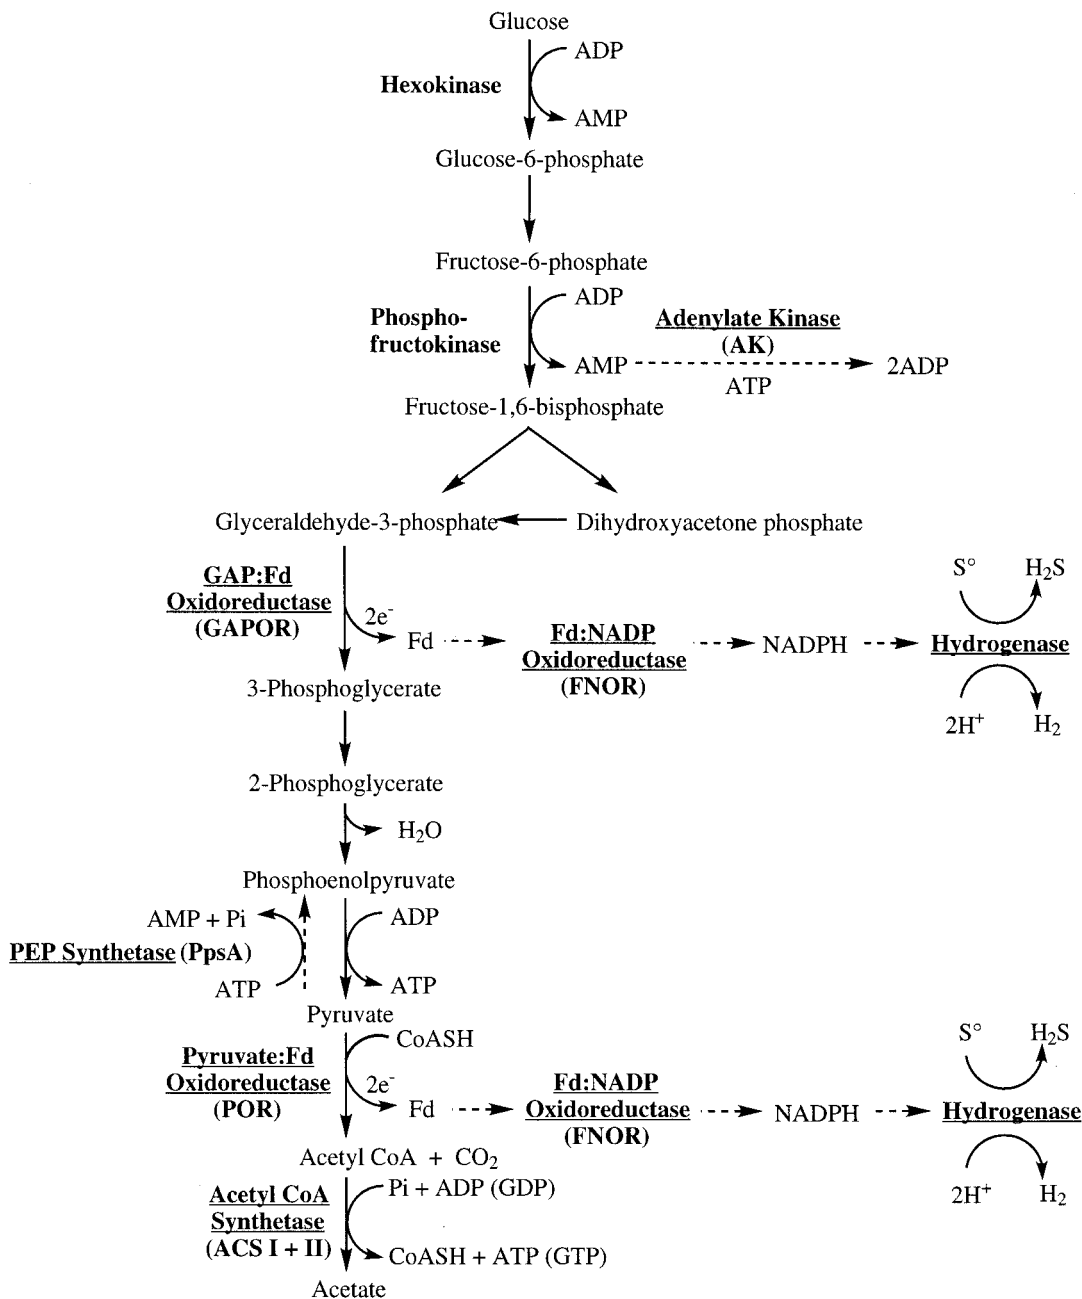 Glucose
ADP
Hexokinase
AMP
Glucose-6-phosphate
Fructose-6-phosphate
ADP
Phospho-
fructokinase
Adenylate Kinase
(AK)
AMP
ATP
2ADP
Fructose-1,6-bisphosphate
Glyceraldehyde-3-phosphate
Dihydroxyacetone phosphate
GAP:Fd
Oxidoreductase
(GAPOR)
2e⁻
Fd
Fd:NADP
Oxidoreductase
(FNOR)
NADPH
S° H₂S
Hydrogenase
2H⁺ H₂
3-Phosphoglycerate
2-Phosphoglycerate
H₂O
Phosphoenolpyruvate
AMP + Pi
PEP Synthetase (PpsA)
ATP
ADP
ATP
Pyruvate
CoASH
Pyruvate:Fd
Oxidoreductase
(POR)
2e⁻
Fd
Fd:NADP
Oxidoreductase
(FNOR)
NADPH
S° H₂S
Hydrogenase
2H⁺ H₂
Acetyl CoA + CO₂
Acetyl CoA
Synthetase
(ACS I + II)
Pi + ADP (GDP)
CoASH + ATP (GTP)
Acetate